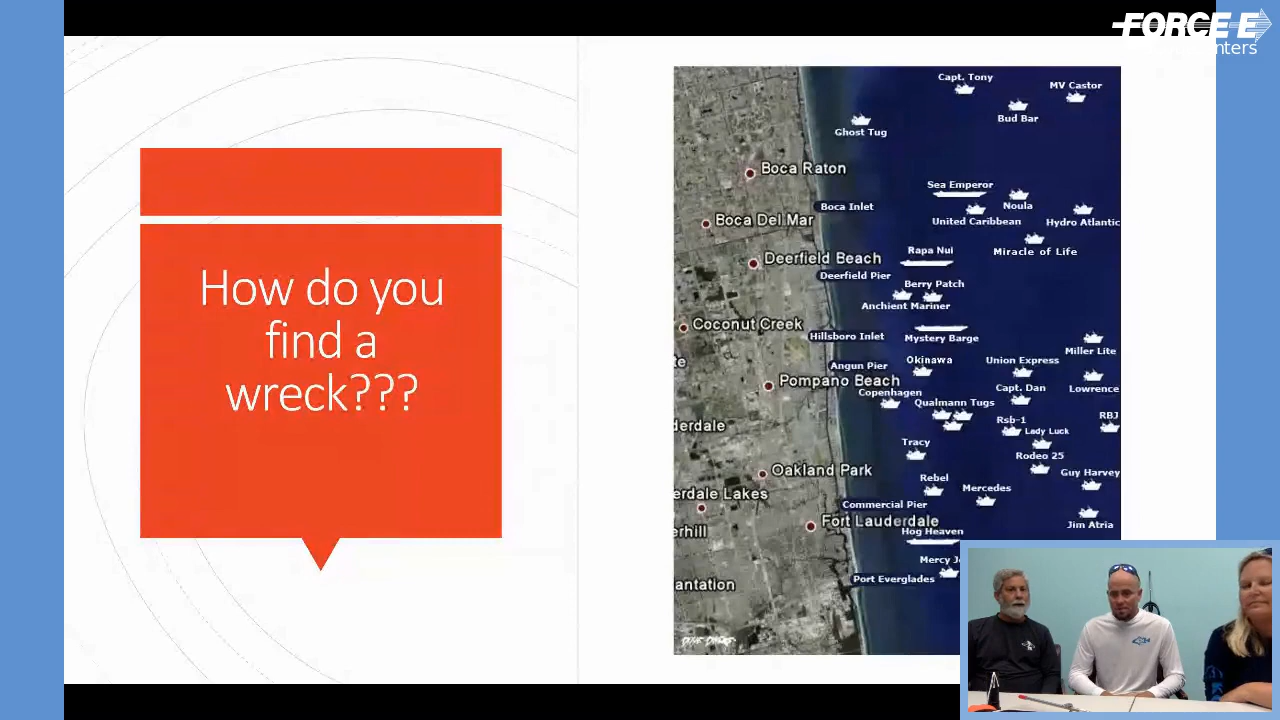 FORCE-E
nters
How do you
find a
wreck???
Capt. Tony
MV Castor
Bud Bar
Ghost Tug
Boca Raton
Sea Emperor
Boca Inlet
Noula
Boca Del Mar
United Caribbean
Hydro Atlantic
Rapa Nui
Miracle of Life
Deerfield Beach
Deerfield Pier
Berry Patch
Anchient Mariner
Coconut Creek
Hillsboro Inlet
Mystery Barge
Miller Lite
te
Okinawa
Union Express
Angun Pier
Pompano Beach
Capt. Dan
Lowrence
Copenhagen
Qualmann Tugs
RBJ
Rsb-1
Lady Luck
derdale
Tracy
Rodeo 25
Oakland Park
Guy Harvey
Rebel
Mercedes
erdale Lakes
Commercial Pier
Fort Lauderdale
Jim Atria
erhill
Hog Heaven
Mercy J
Port Everglades
antation